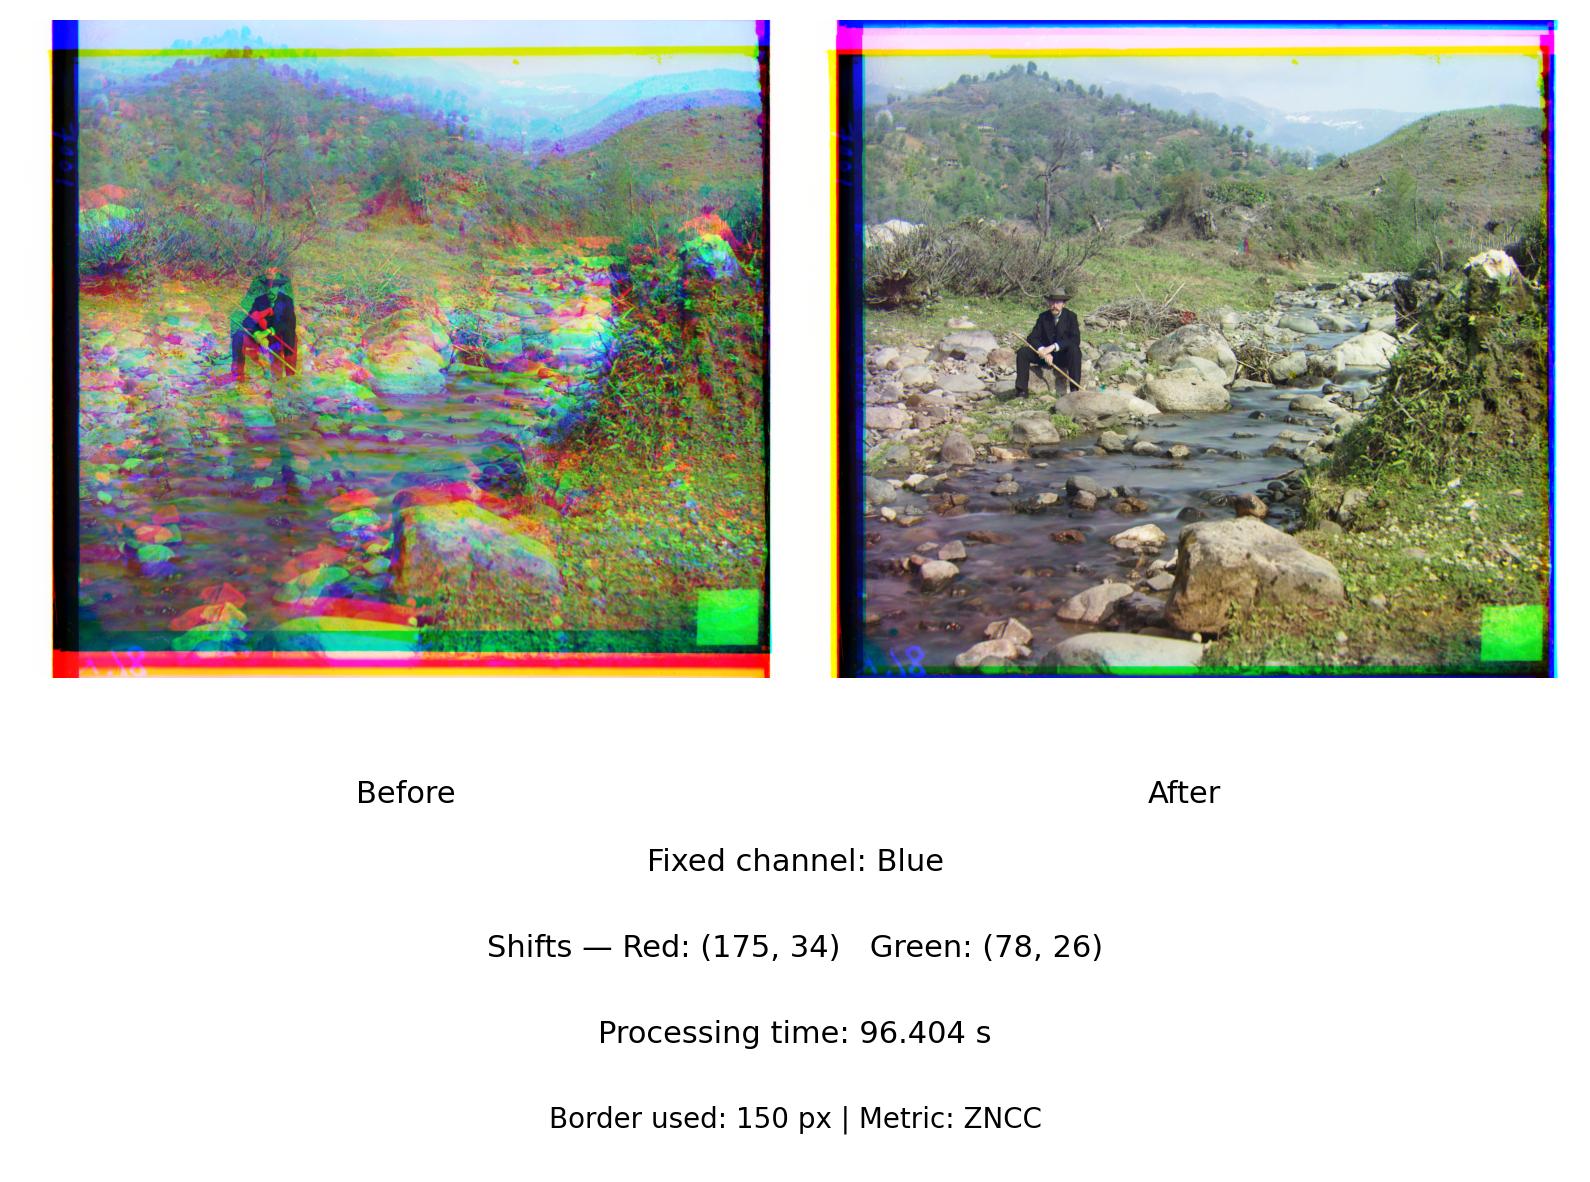 Before
After
Fixed channel: Blue
Shifts — Red: (175, 34)   Green: (78, 26)
Processing time: 96.404 s
Border used: 150 px | Metric: ZNCC